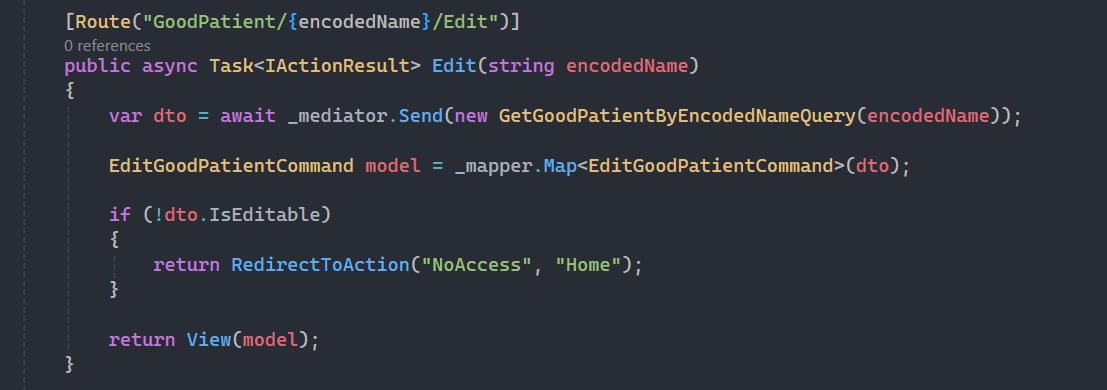 [Route("GoodPatient/{encodedName}/Edit")]
0 references
public async Task<IActionResult> Edit(string encodedName)
{
var dto = await _mediator.Send(new GetGoodPatientByEncodedNameQuery(encodedName));
EditGoodPatientCommand model = _mapper.Map<EditGoodPatientCommand>(dto);
if (!dto.IsEditable)
{
return RedirectToAction("NoAccess", "Home");
}
return View(model);
}